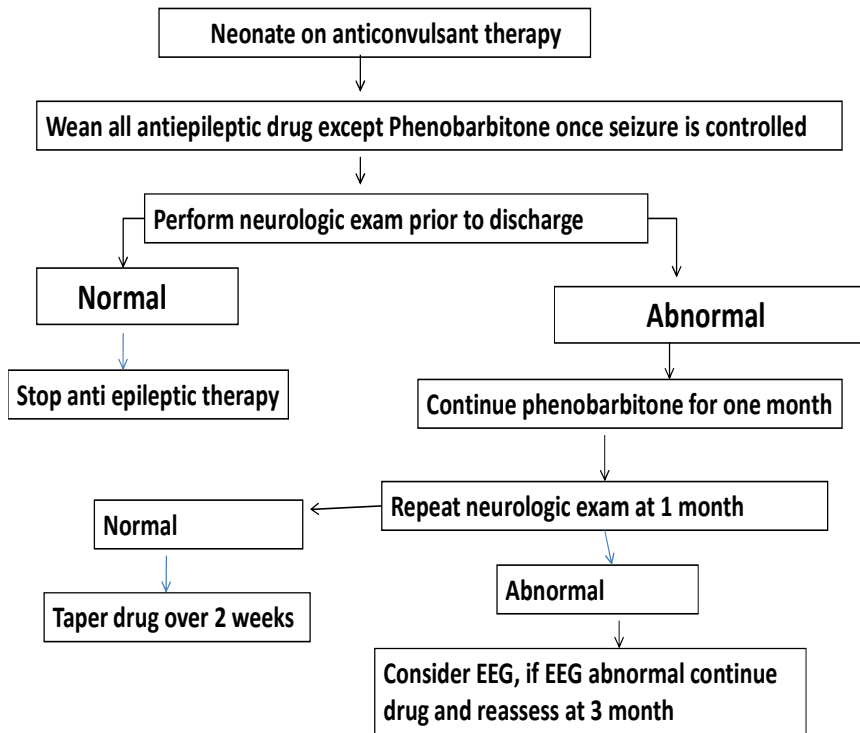 Neonate on anticonvulsant therapy
Wean all antiepileptic drug except Phenobarbitone once seizure is controlled
Perform neurologic exam prior to discharge
Normal
Abnormal
Stop anti epileptic therapy
Continue phenobarbitone for one month
Repeat neurologic exam at 1 month
Normal
Abnormal
Taper drug over 2 weeks
Consider EEG, if EEG abnormal continue
drug and reassess at 3 month